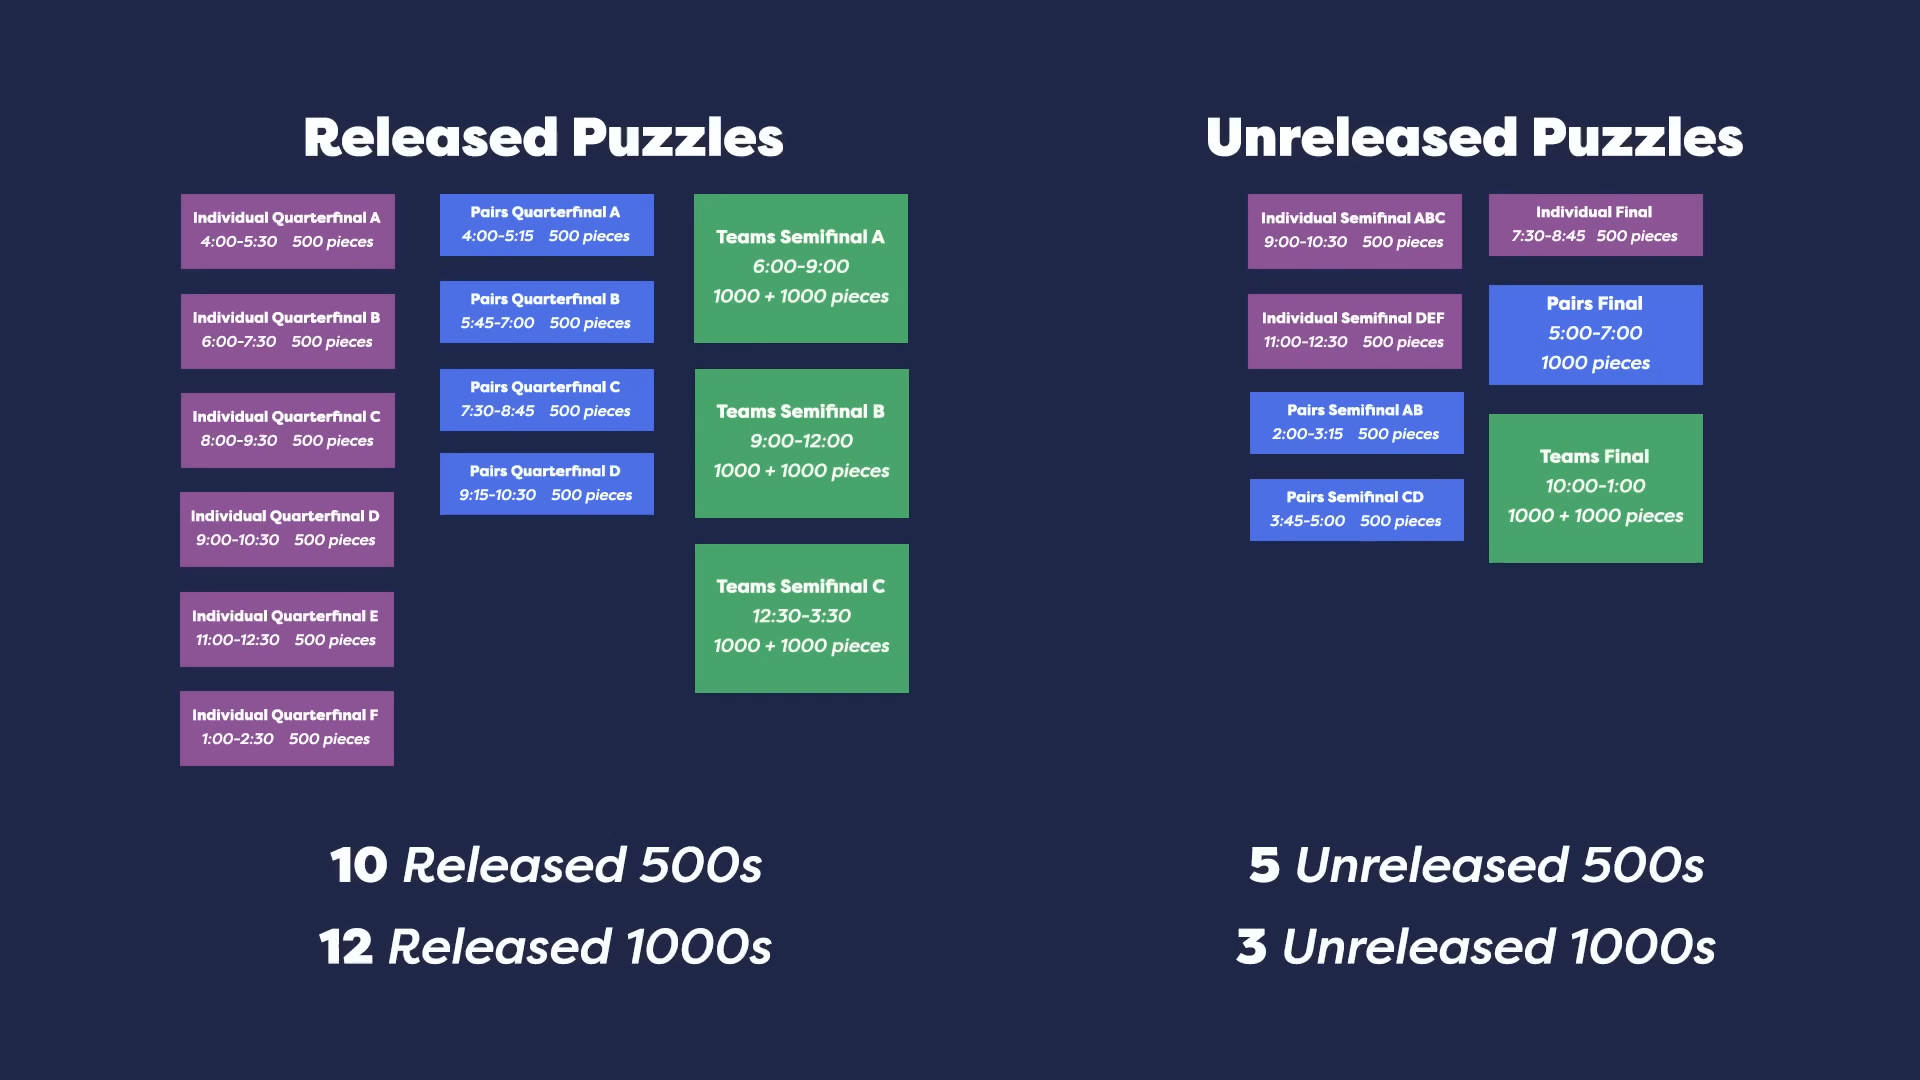 Released Puzzles
Individual Quarterfinal A
4:00-5:30 500 pieces
Individual Quarterfinal B
6:00-7:30 500 pieces
Individual Quarterfinal C
8:00-9:30 500 pieces
Individual Quarterfinal D
9:00-10:30 500 pieces
Individual Quarterfinal E
11:00-12:30 500 pieces
Individual Quarterfinal F
1:00-2:30 500 pieces
Pairs Quarterfinal A
4:00-5:15 500 pieces
Pairs Quarterfinal B
5:45-7:00 500 pieces
Pairs Quarterfinal C
7:30-8:45 500 pieces
Pairs Quarterfinal D
9:15-10:30 500 pieces
Teams Semifinal A
6:00-9:00
1000 + 1000 pieces
Teams Semifinal B
9:00-12:00
1000 + 1000 pieces
Teams Semifinal C
12:30-3:30
1000 + 1000 pieces
10 Released 500s
12 Released 1000s
Unreleased Puzzles
Individual Semifinal ABC
9:00-10:30 500 pieces
Individual Semifinal DEF
11:00-12:30 500 pieces
Pairs Semifinal AB
2:00-3:15 500 pieces
Pairs Semifinal CD
3:45-5:00 500 pieces
Individual Final
7:30-8:45 500 pieces
Pairs Final
5:00-7:00
1000 pieces
Teams Final
10:00-1:00
1000 + 1000 pieces
5 Unreleased 500s
3 Unreleased 1000s